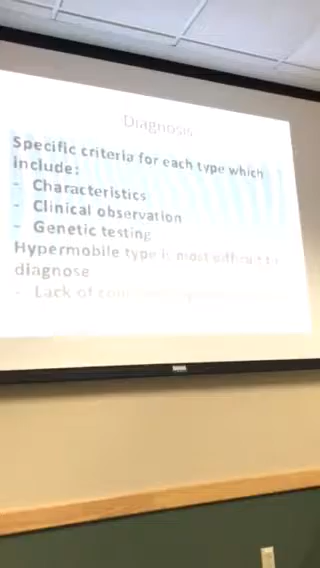 Diagnosis
Specific criteria for each type which
include:
- Characteristics
- Clinical observation
- Genetic testing
Hypermobile type is most difficult to
diagnose
- Lack of